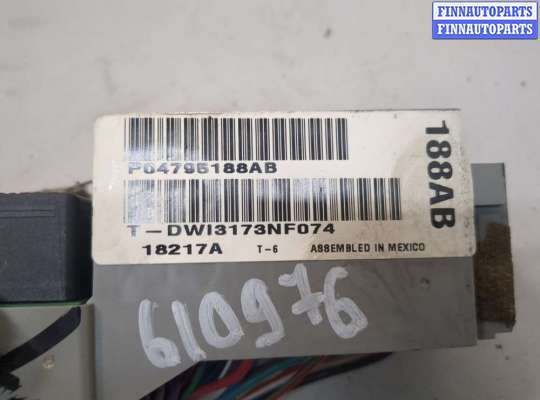 FINNAUTOPARTS
FINNAUTOPARTS
P04795188AB
188AB
T-DWI3173NF074
18217A T-6 ASSEMBLED IN MEXICO
610976